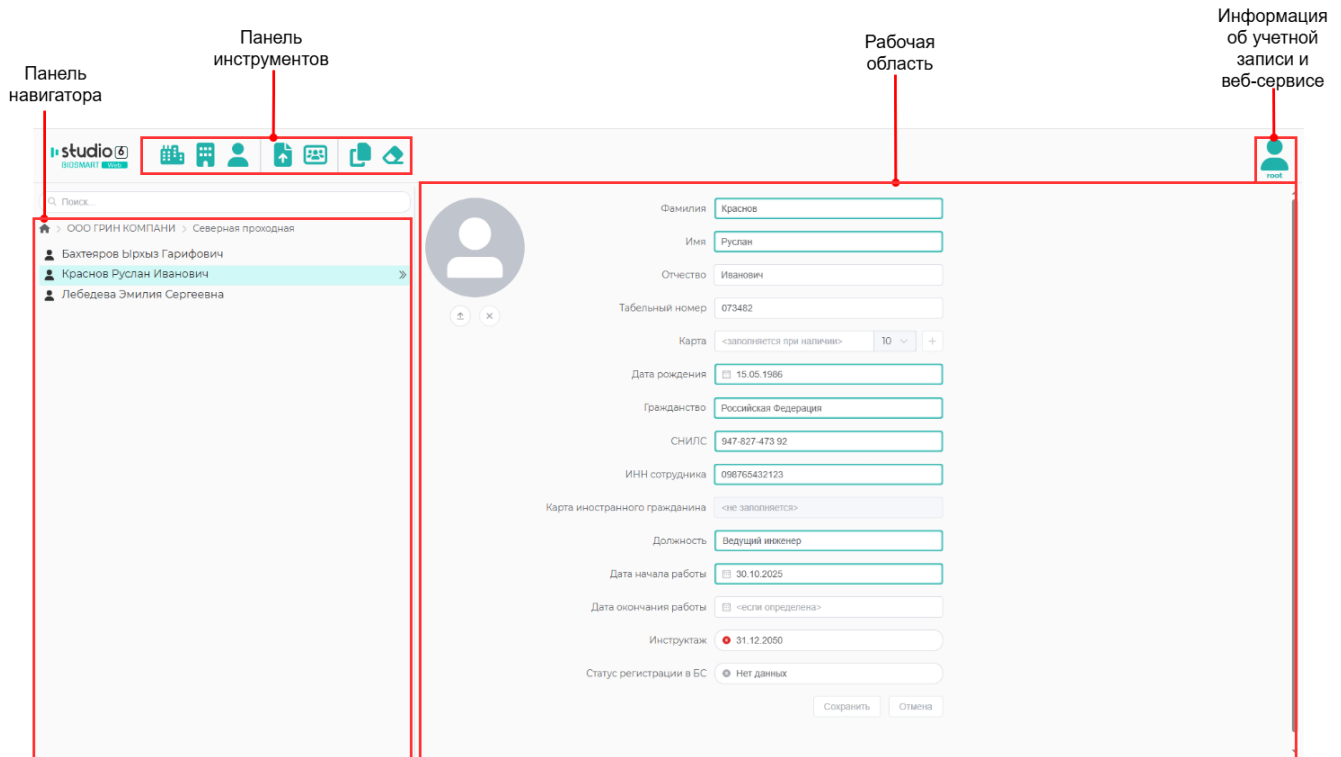 Информация
об учетной
записи и
веб-сервисе
Панель
инструментов
Рабочая
область
Панель
навигатора
studio 6
BIOSMART Web
root
Поиск...
> ООО ГРИН КОМПАНИ > Северная проходная
Бахтеяров Ырхыз Гарифович
Краснов Руслан Иванович
Лебедева Эмилия Сергеевна
Фамилия Краснов
Имя Руслан
Отчество Иванович
Табельный номер 073482
Карта <заполняется при наличии> 10 +
Дата рождения 15.05.1986
Гражданство Российская Федерация
СНИЛС 947-827-473 92
ИНН сотрудника 098765432123
Карта иностранного гражданина <не заполняется>
Должность Ведущий инженер
Дата начала работы 30.10.2025
Дата окончания работы <если определена>
Инструктаж 31.12.2050
Статус регистрации в БС Нет данных
Сохранить Отмена